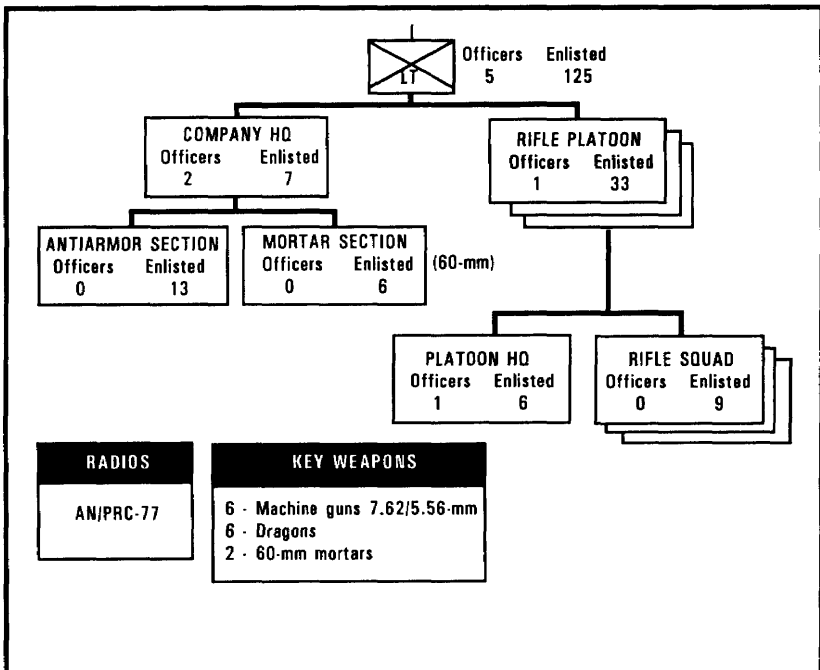 Officers Enlisted
5 125
LT
COMPANY HQ
Officers Enlisted
2 7
RIFLE PLATOON
Officers Enlisted
1 33
ANTIARMOR SECTION
Officers Enlisted
0 13
MORTAR SECTION
Officers Enlisted
0 6
(60-mm)
PLATOON HQ
Officers Enlisted
1 6
RIFLE SQUAD
Officers Enlisted
0 9
RADIOS
AN/PRC-77
KEY WEAPONS
6 - Machine guns 7.62/5.56-mm
6 - Dragons
2 - 60-mm mortars